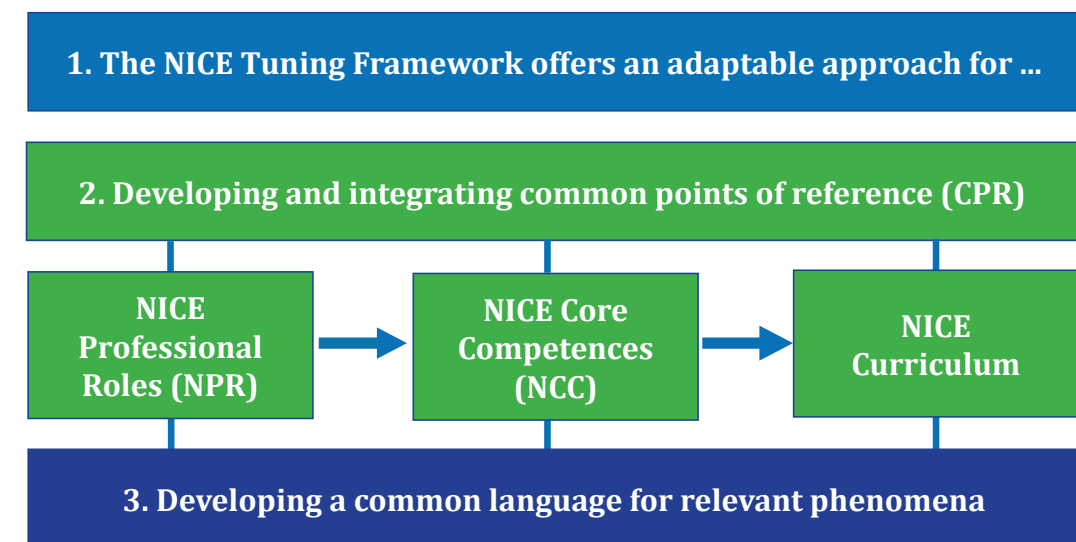 1. The NICE Tuning Framework offers an adaptable approach for ...
2. Developing and integrating common points of reference (CPR)
NICE
Professional
Roles (NPR)
NICE Core
Competences
(NCC)
NICE
Curriculum
3. Developing a common language for relevant phenomena